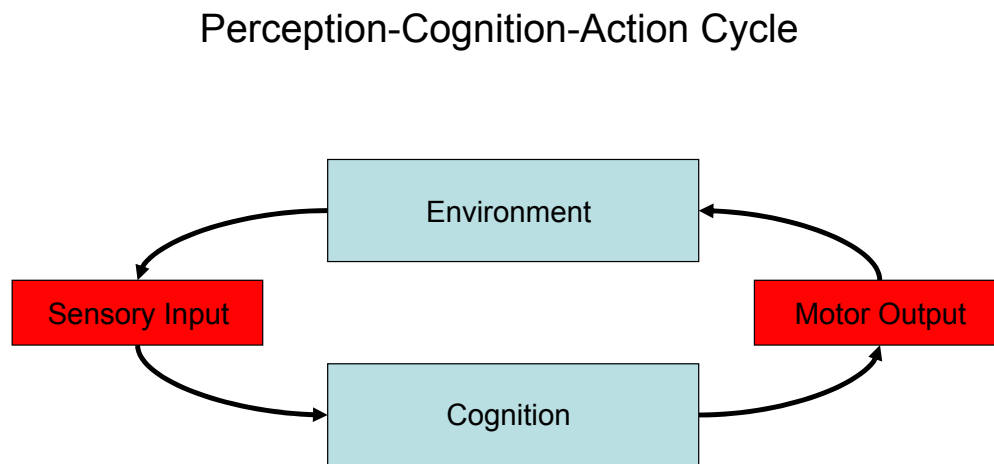 Perception-Cognition-Action Cycle
Environment
Sensory Input
Motor Output
Cognition